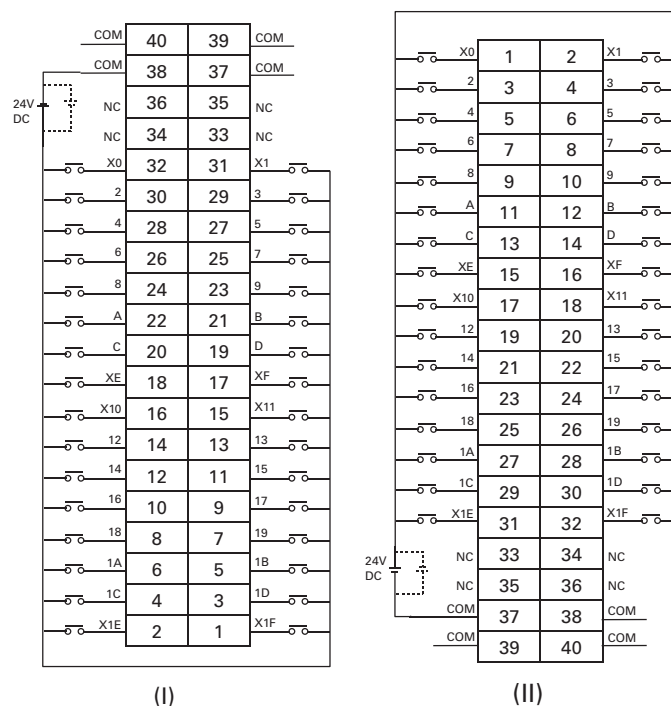 COM 40 39 COM
COM 38 37 COM
NC 36 35 NC
24V
DC
NC 34 33 NC
X0 32 31 X1
2 30 29 3
4 28 27 5
6 26 25 7
8 24 23 9
A 22 21 B
C 20 19 D
XE 18 17 XF
X10 16 15 X11
12 14 13 13
14 12 11 15
16 10 9 17
18 8 7 19
1A 6 5 1B
1C 4 3 1D
X1E 2 1 X1F
(I)
X0 1 2 X1
2 3 4 3
4 5 6 5
6 7 8 7
8 9 10 9
A 11 12 B
C 13 14 D
XE 15 16 XF
X10 17 18 X11
12 19 20 13
14 21 22 15
16 23 24 17
18 25 26 19
1A 27 28 1B
1C 29 30 1D
X1E 31 32 X1F
24V
DC
NC 33 34 NC
NC 35 36 NC
COM 37 38 COM
COM 39 40 COM
(II)